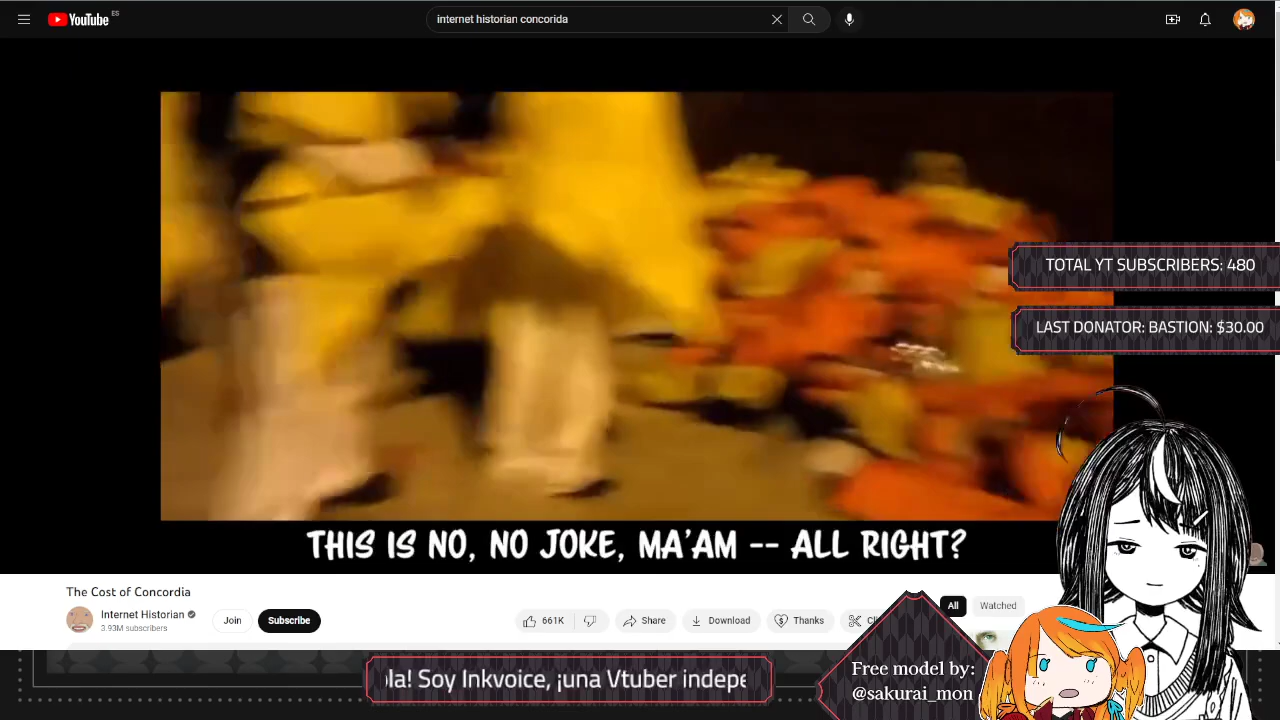 YouTube ES
internet historian concorida
TOTAL YT SUBSCRIBERS: 480
LAST DONATOR: BASTION: $30.00
THIS IS NO, NO JOKE, MA'AM -- ALL RIGHT?
The Cost of Concordia
Internet Historian
3.93M subscribers
Join
Subscribe
661K
Share
Download
Thanks
All
Watched
la! Soy Inkvoice, ¡una Vtuber indepe
Free model by:
@sakurai_mon